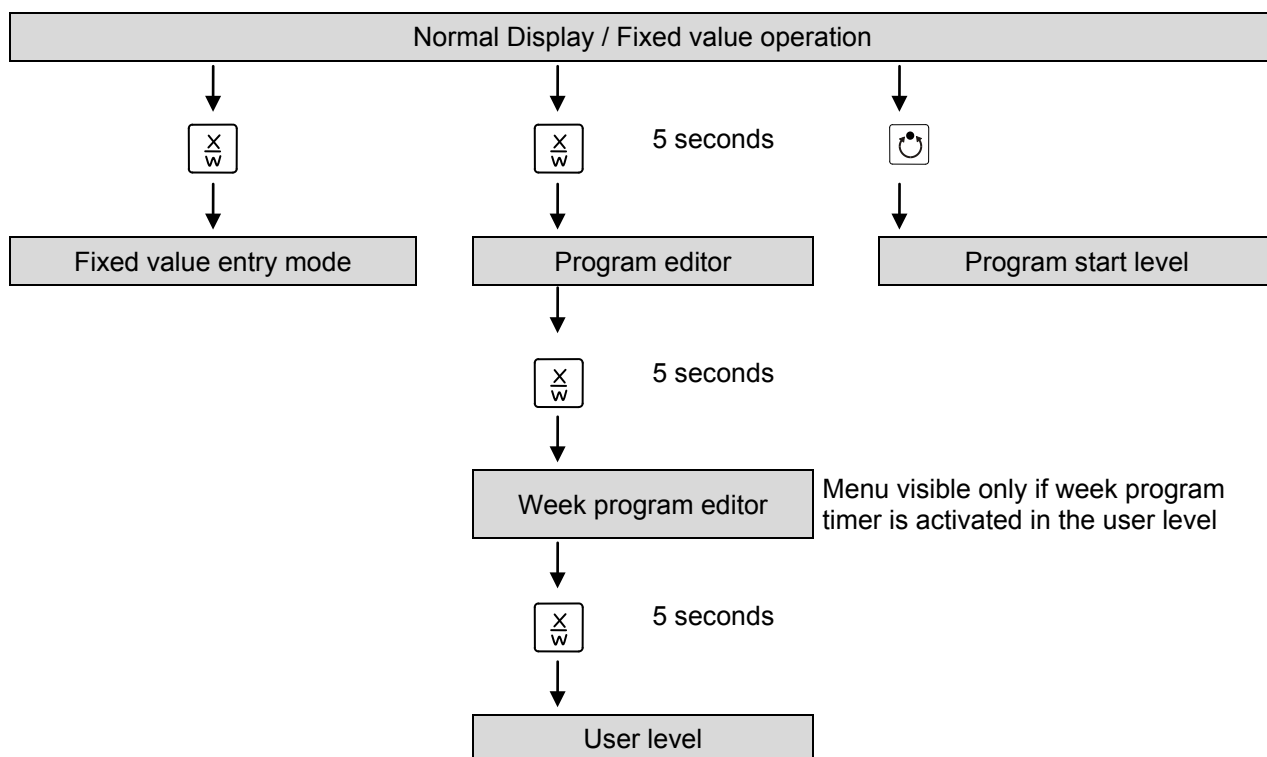 Normal Display / Fixed value operation
X
W
X
W
5 seconds
Fixed value entry mode
Program editor
Program start level
X
W
5 seconds
Week program editor
Menu visible only if week program
timer is activated in the user level
X
W
5 seconds
User level